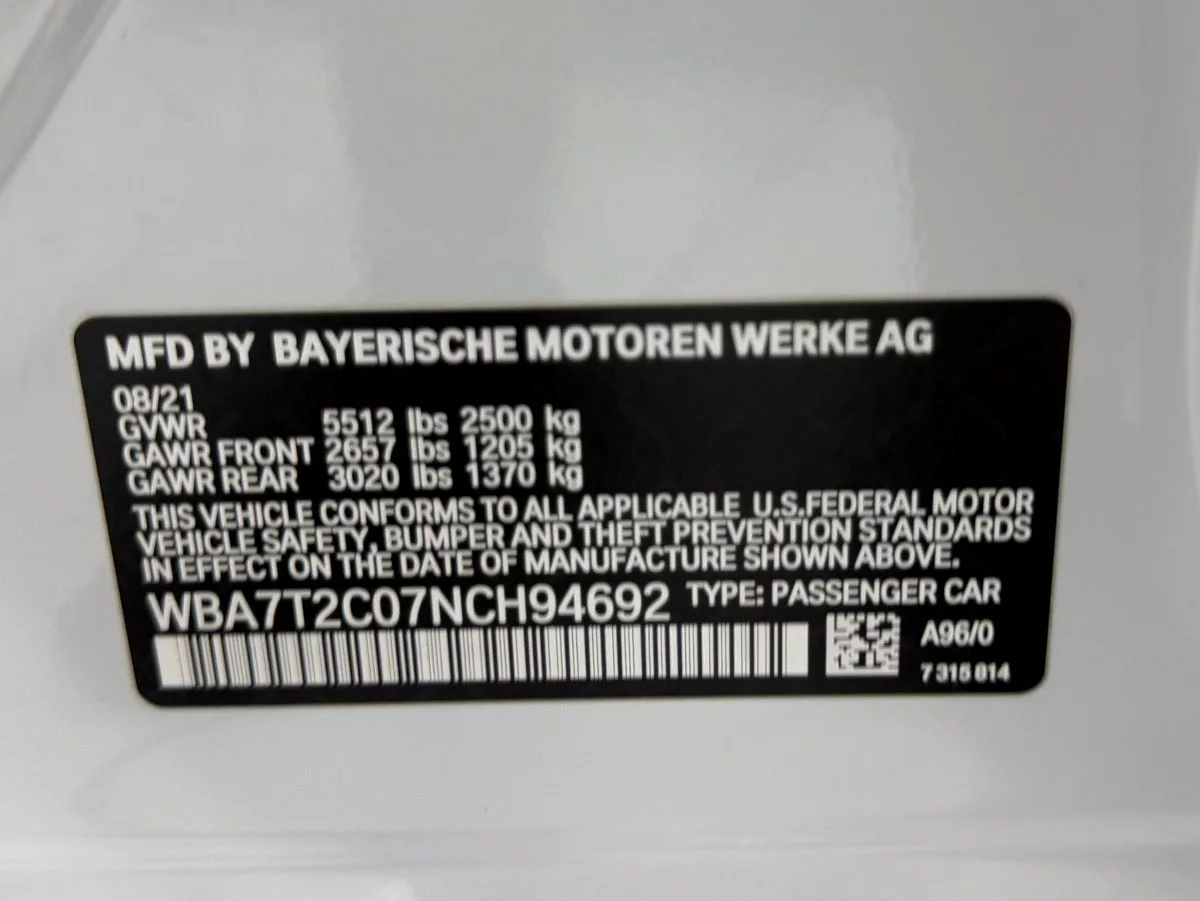 MFD BY BAYERISCHE MOTOREN WERKE AG
08/21
GVWR 5512 lbs 2500 kg
GAWR FRONT 2657 lbs 1205 kg
GAWR REAR 3020 lbs 1370 kg
THIS VEHICLE CONFORMS TO ALL APPLICABLE U.S.FEDERAL MOTOR
VEHICLE SAFETY, BUMPER AND THEFT PREVENTION STANDARDS
IN EFFECT ON THE DATE OF MANUFACTURE SHOWN ABOVE.
WBA7T2C07NCH94692 TYPE: PASSENGER CAR
A96/0
7 315 014